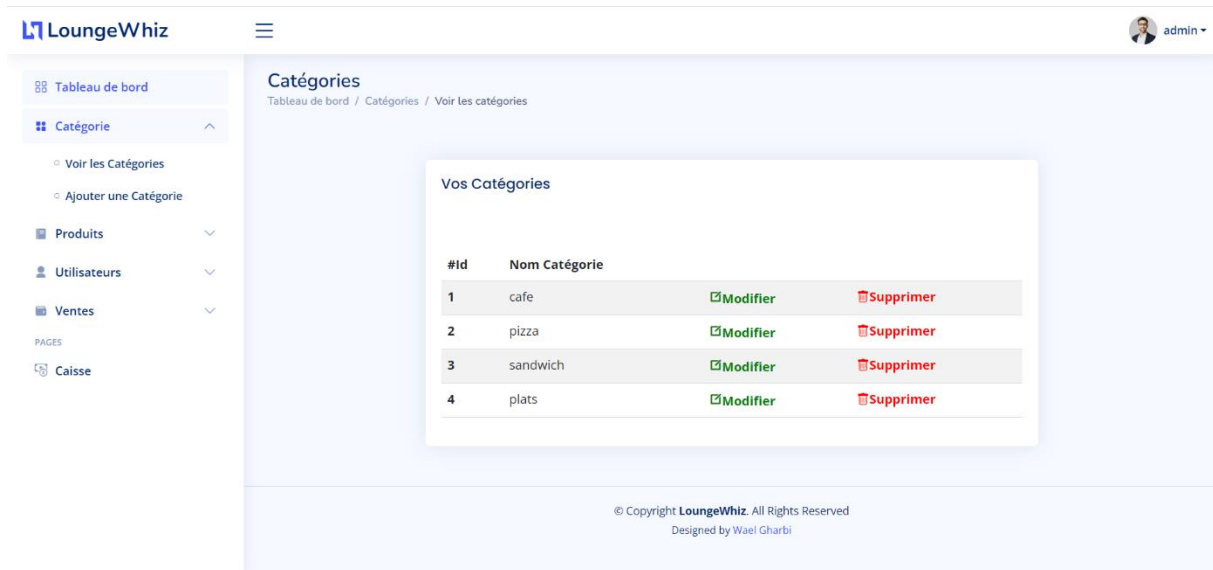 LoungeWhiz
admin
Tableau de bord
Catégorie
Voir les Catégories
Ajouter une Catégorie
Produits
Utilisateurs
Ventes
PAGES
Caisse
Catégories
Tableau de bord / Catégories / Voir les catégories
Vos Catégories
#Id Nom Catégorie
1 cafe Modifier Supprimer
2 pizza Modifier Supprimer
3 sandwich Modifier Supprimer
4 plats Modifier Supprimer
© Copyright LoungeWhiz. All Rights Reserved
Designed by Wael Gharbi